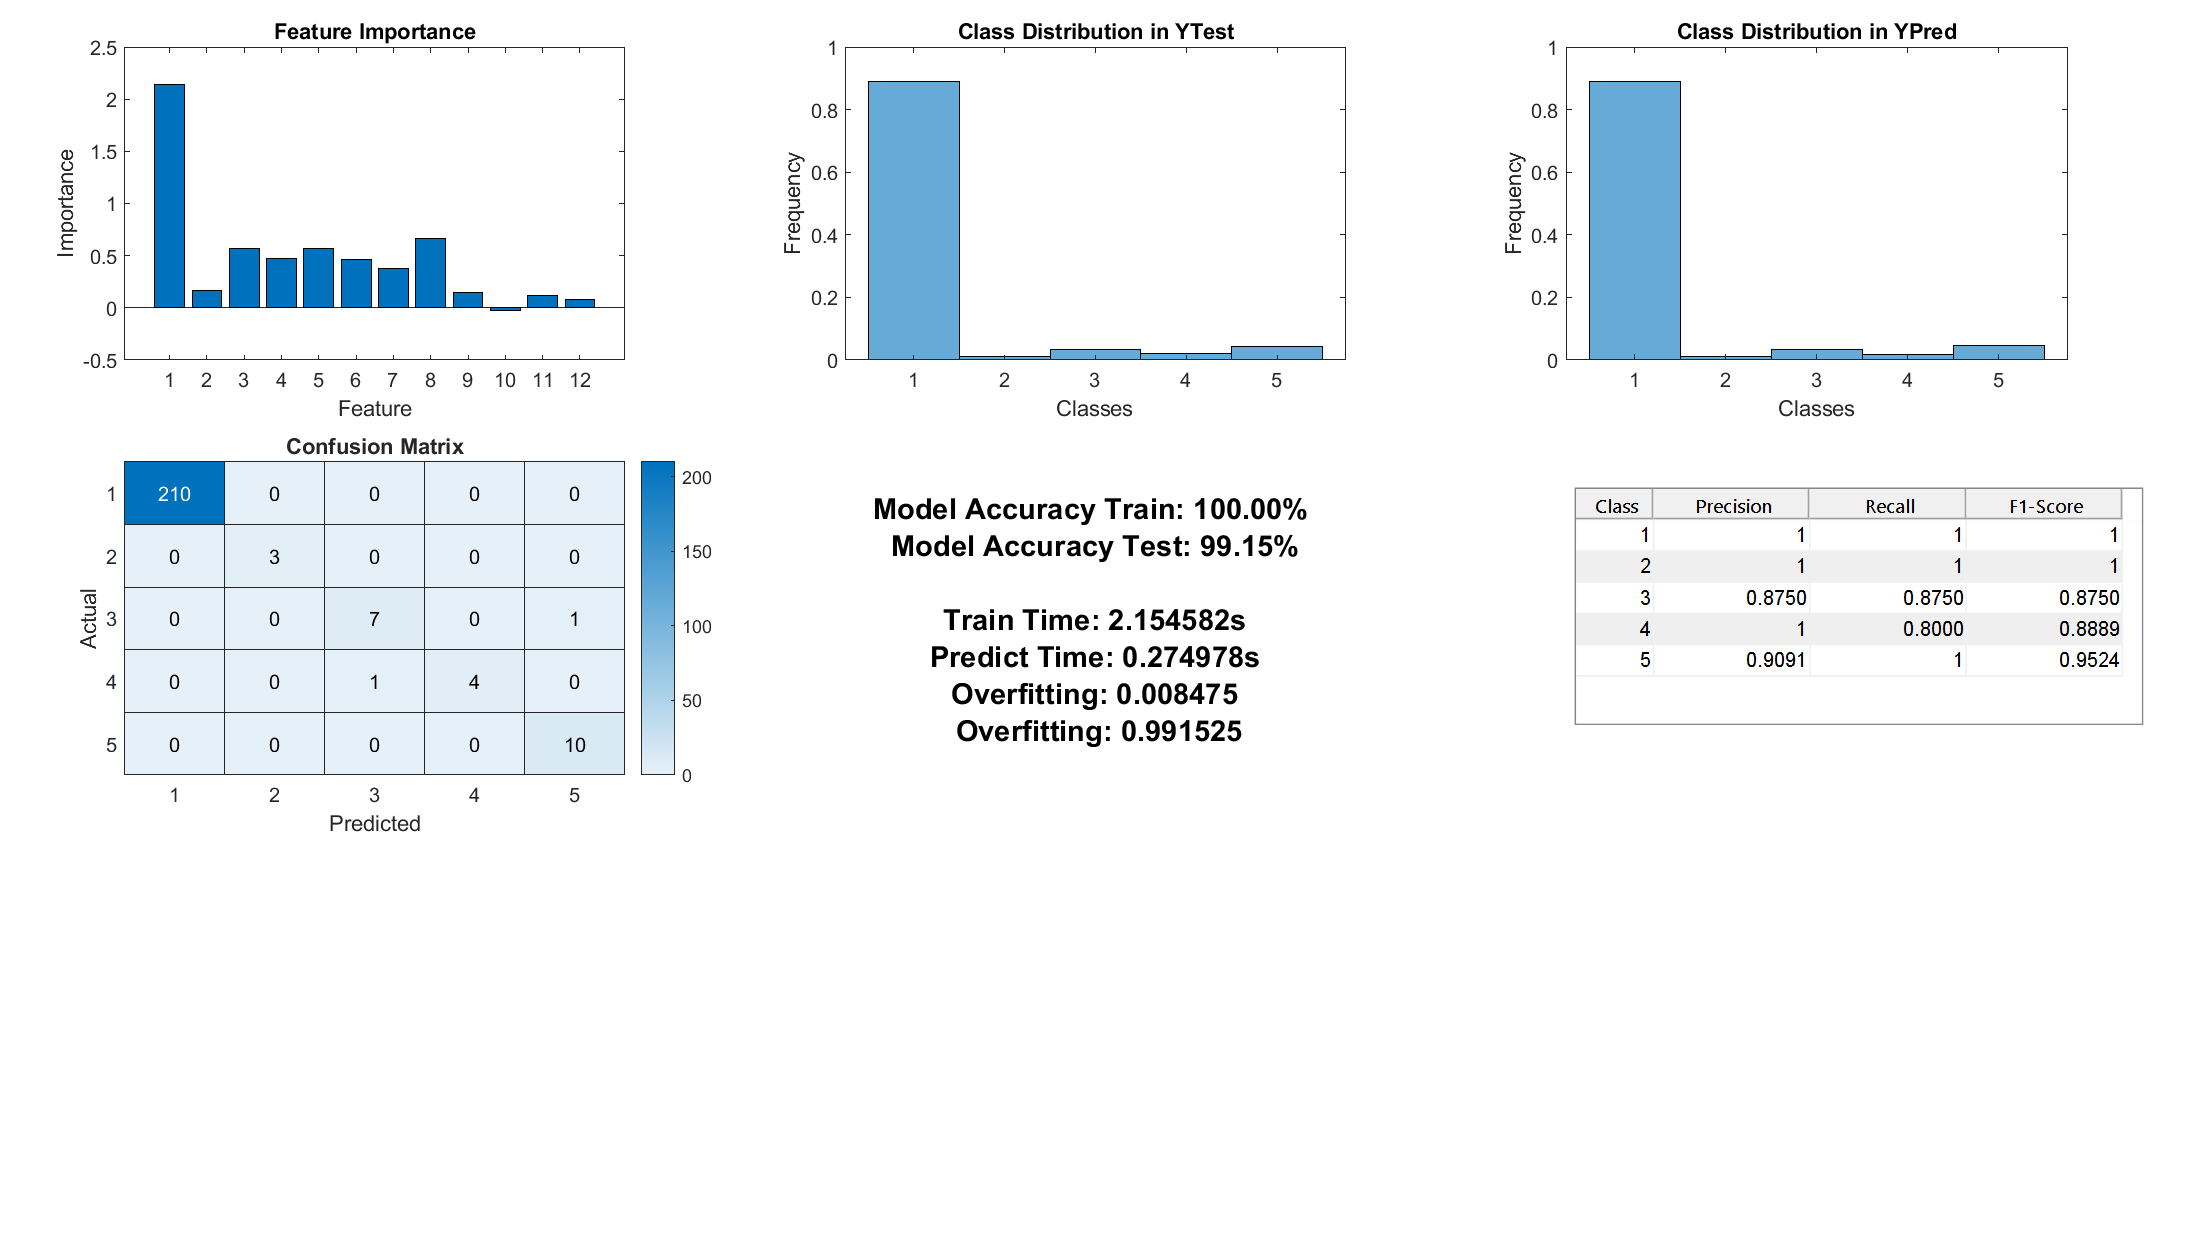 Feature Importance
2.5
2
1.5
1
0.5
0
-0.5
Importance
1 2 3 4 5 6 7 8 9 10 11 12
Feature
Class Distribution in YTest
1
0.8
0.6
0.4
0.2
0
Frequency
1 2 3 4 5
Classes
Class Distribution in YPred
1
0.8
0.6
0.4
0.2
0
Frequency
1 2 3 4 5
Classes
Confusion Matrix
Actual
1 210 0 0 0 0
2 0 3 0 0 0
3 0 0 7 0 1
4 0 0 1 4 0
5 0 0 0 0 10
1 2 3 4 5
Predicted
200
150
100
50
0
Model Accuracy Train: 100.00%
Model Accuracy Test: 99.15%
Train Time: 2.154582s
Predict Time: 0.274978s
Overfitting: 0.008475
Overfitting: 0.991525
Class Precision Recall F1-Score
1 1 1 1
2 1 1 1
3 0.8750 0.8750 0.8750
4 1 0.8000 0.8889
5 0.9091 1 0.9524